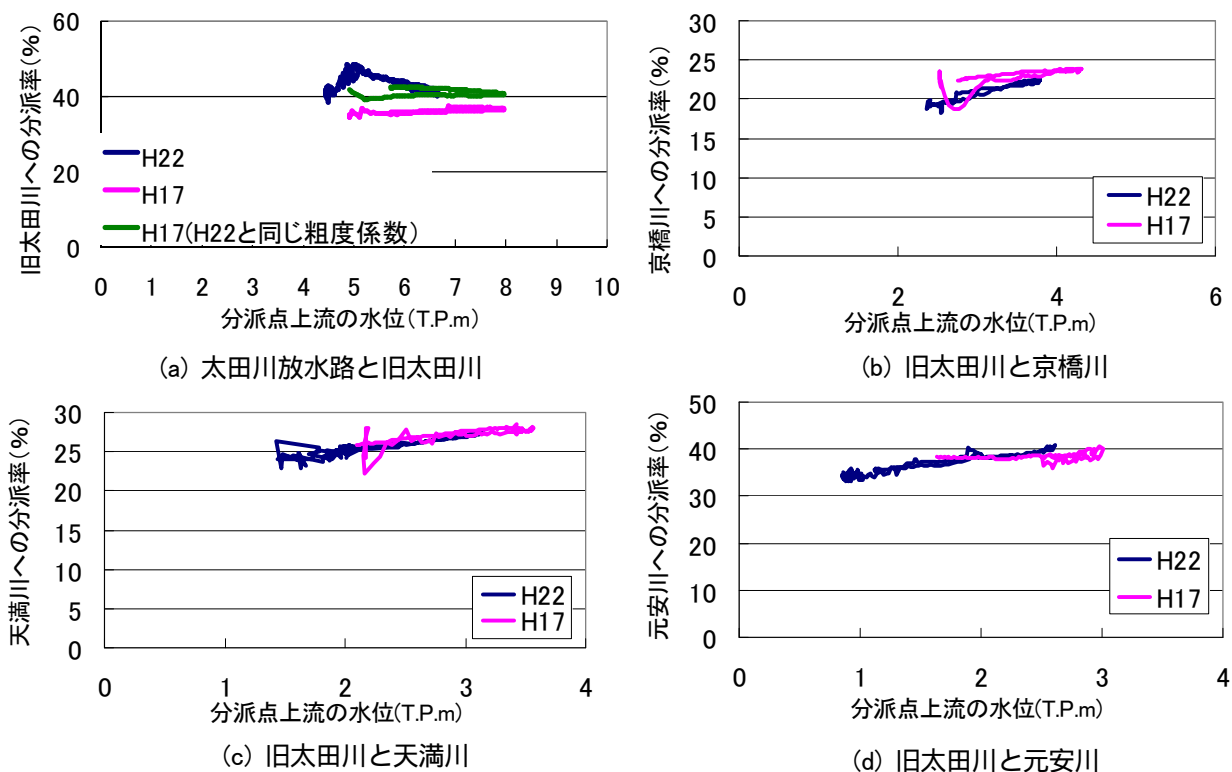 旧太田川への分派率(%)
60
40
20
0
H22
H17
H17(H22と同じ粗度係数)
0 1 2 3 4 5 6 7 8 9 10
分派点上流の水位(T.P.m)
(a) 太田川放水路と旧太田川
京橋川への分派率(%)
30
25
20
15
10
5
0
H22
H17
0 2 4 6
分派点上流の水位(T.P.m)
(b) 旧太田川と京橋川
天満川への分派率(%)
30
25
20
15
10
5
0
H22
H17
0 1 2 3 4
分派点上流の水位(T.P.m)
(c) 旧太田川と天満川
元安川への分派率(%)
50
40
30
20
10
0
H22
H17
0 1 2 3 4
分派点上流の水位(T.P.m)
(d) 旧太田川と元安川